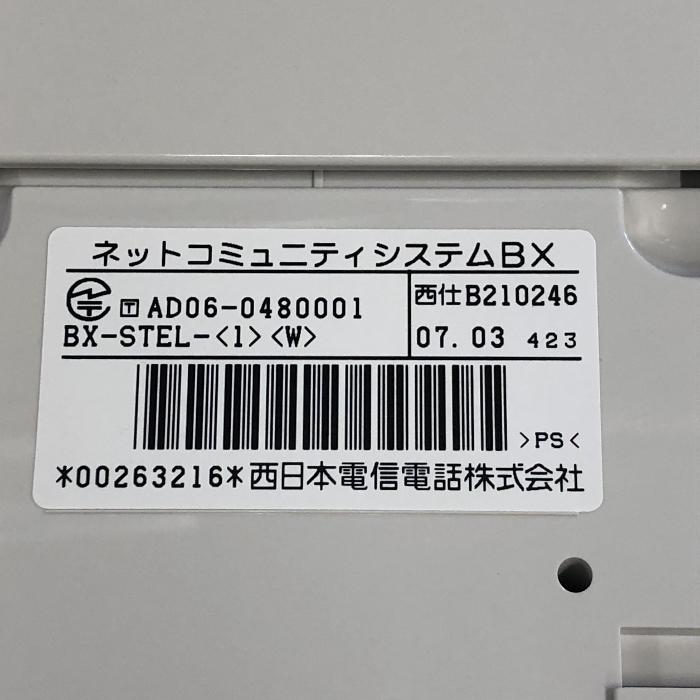 ネットコミュニティシステムBX
T AD06-0480001
西仕B210246
BX-STEL-<1><W>
07.03 423
>PS<
*00263216*西日本電信電話株式会社